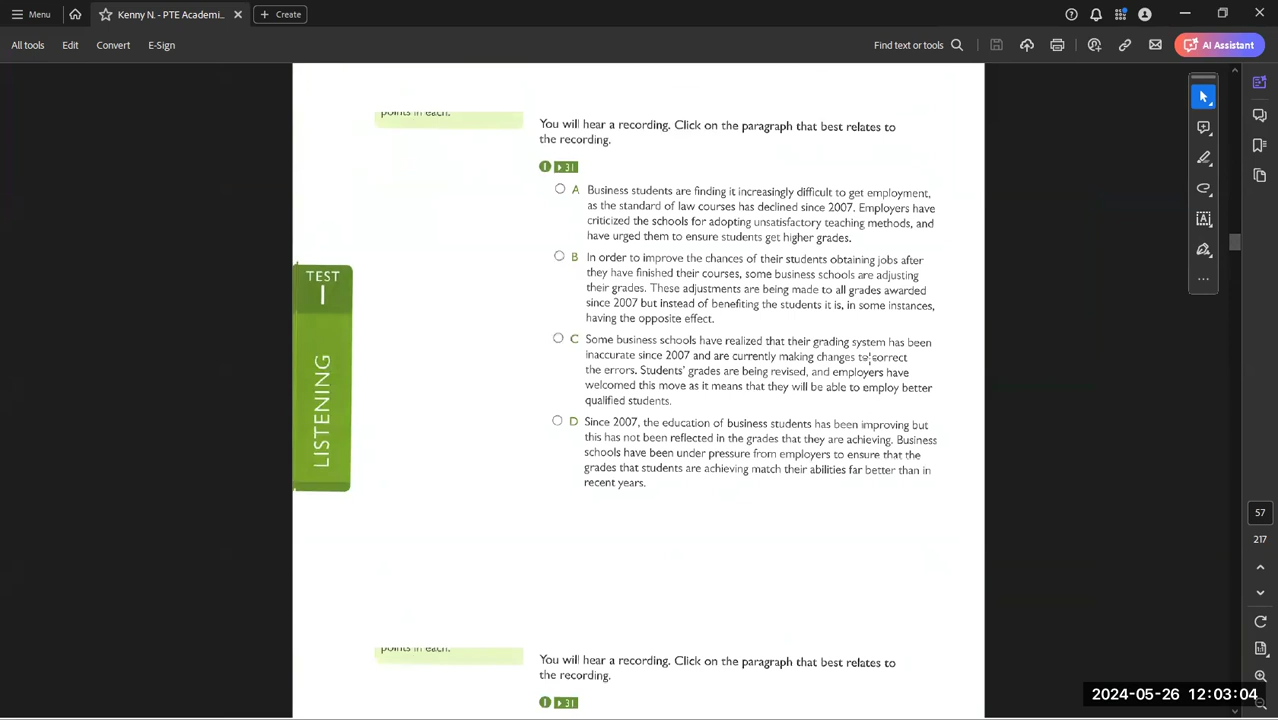 Menu
Kenny N. - PTE Academi...
Create
All tools
Edit
Convert
E-Sign
Find text or tools
AI Assistant
points in each.
You will hear a recording. Click on the paragraph that best relates to
the recording.
1 31
A Business students are finding it increasingly difficult to get employment,
as the standard of law courses has declined since 2007. Employers have
criticized the schools for adopting unsatisfactory teaching methods, and
have urged them to ensure students get higher grades.
B In order to improve the chances of their students obtaining jobs after
they have finished their courses, some business schools are adjusting
their grades. These adjustments are being made to all grades awarded
since 2007 but instead of benefiting the students it is, in some instances,
having the opposite effect.
C Some business schools have realized that their grading system has been
inaccurate since 2007 and are currently making changes to correct
the errors. Students' grades are being revised, and employers have
welcomed this move as it means that they will be able to employ better
qualified students.
D Since 2007, the education of business students has been improving but
this has not been reflected in the grades that they are achieving. Business
schools have been under pressure from employers to ensure that the
grades that students are achieving match their abilities far better than in
recent years.
TEST
1
LISTENING
57
217
points in each.
You will hear a recording. Click on the paragraph that best relates to
the recording.
1 31
2024-05-26 12:03:04